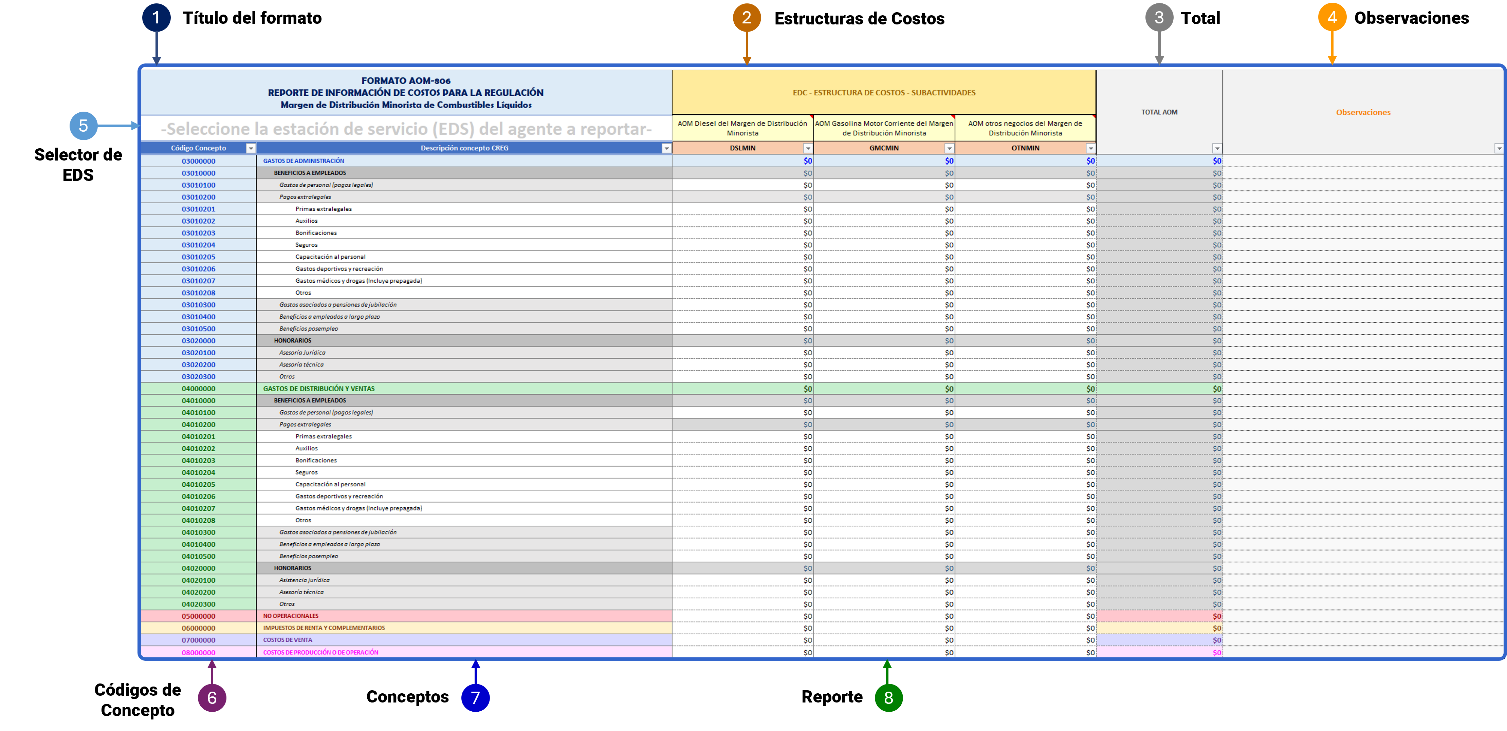 1 Título del formato
2 Estructuras de Costos
3 Total
4 Observaciones
5
Selector de
EDS
FORMATO AOM-806
REPORTE DE INFORMACIÓN DE COSTOS PARA LA REGULACIÓN
Margen de Distribución Minorista de Combustibles Líquidos
-Seleccione la estación de servicio (EDS) del agente a reportar-
EDC - ESTRUCTURA DE COSTOS - SUBACTIVIDADES
AOM Diesel del Margen de Distribución
Minorista
AOM Gasolina Motor Corriente del Margen
de Distribución Minorista
AOM otros negocios del Margen de
Distribución Minorista
TOTAL AOM
Observaciones
Código Concepto Descripción concepto CREG DSLMIN GMCMIN OTNMIN
03000000 GASTOS DE ADMINISTRACIÓN $0 $0 $0 $0
03010000 BENEFICIOS A EMPLEADOS $0 $0 $0 $0
03010100 Gastos de personal (pagos legales) $0 $0 $0 $0
03010200 Pagos extralegales $0 $0 $0 $0
03010201 Primas extralegales $0 $0 $0 $0
03010202 Auxilios $0 $0 $0 $0
03010203 Bonificaciones $0 $0 $0 $0
03010204 Seguros $0 $0 $0 $0
03010205 Capacitación al personal $0 $0 $0 $0
03010206 Gastos deportivos y recreación $0 $0 $0 $0
03010207 Gastos médicos y drogas (incluye prepagada) $0 $0 $0 $0
03010208 Otros $0 $0 $0 $0
03010300 Gastos asociados a pensiones de jubilación $0 $0 $0 $0
03010400 Beneficios a empleados a largo plazo $0 $0 $0 $0
03010500 Beneficios posempleo $0 $0 $0 $0
03020000 HONORARIOS $0 $0 $0 $0
03020100 Asesoría Jurídica $0 $0 $0 $0
03020200 Asesoría técnica $0 $0 $0 $0
03020300 Otros $0 $0 $0 $0
04000000 GASTOS DE DISTRIBUCIÓN Y VENTAS $0 $0 $0 $0
04010000 BENEFICIOS A EMPLEADOS $0 $0 $0 $0
04010100 Gastos de personal (pagos legales) $0 $0 $0 $0
04010200 Pagos extralegales $0 $0 $0 $0
04010201 Primas extralegales $0 $0 $0 $0
04010202 Auxilios $0 $0 $0 $0
04010203 Bonificaciones $0 $0 $0 $0
04010204 Seguros $0 $0 $0 $0
04010205 Capacitación al personal $0 $0 $0 $0
04010206 Gastos deportivos y recreación $0 $0 $0 $0
04010207 Gastos médicos y drogas (incluye prepagada) $0 $0 $0 $0
04010208 Otros $0 $0 $0 $0
04010300 Gastos asociados a pensiones de jubilación $0 $0 $0 $0
04010400 Beneficios a empleados a largo plazo $0 $0 $0 $0
04010500 Beneficios posempleo $0 $0 $0 $0
04020000 HONORARIOS $0 $0 $0 $0
04020100 Asistencia jurídica $0 $0 $0 $0
04020200 Asesoría técnica $0 $0 $0 $0
04020300 Otros $0 $0 $0 $0
05000000 NO OPERACIONALES $0 $0 $0 $0
06000000 IMPUESTOS DE RENTA Y COMPLEMENTARIOS $0 $0 $0 $0
07000000 COSTOS DE VENTA $0 $0 $0 $0
08000000 COSTOS DE PRODUCCIÓN O DE OPERACIÓN $0 $0 $0 $0
Códigos de
Concepto
6
Conceptos 7
Reporte 8